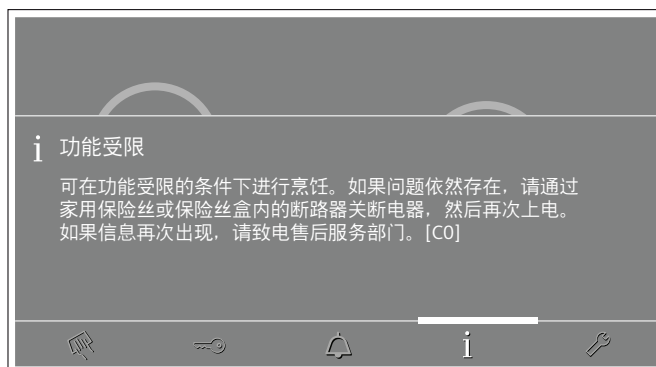 i 功能受限
可在功能受限的条件下进行烹饪。如果问题依然存在，请通过
家用保险丝或保险丝盒内的断路器关断电器，然后再次上电。
如果信息再次出现，请致电售后服务部门。[C0]
i